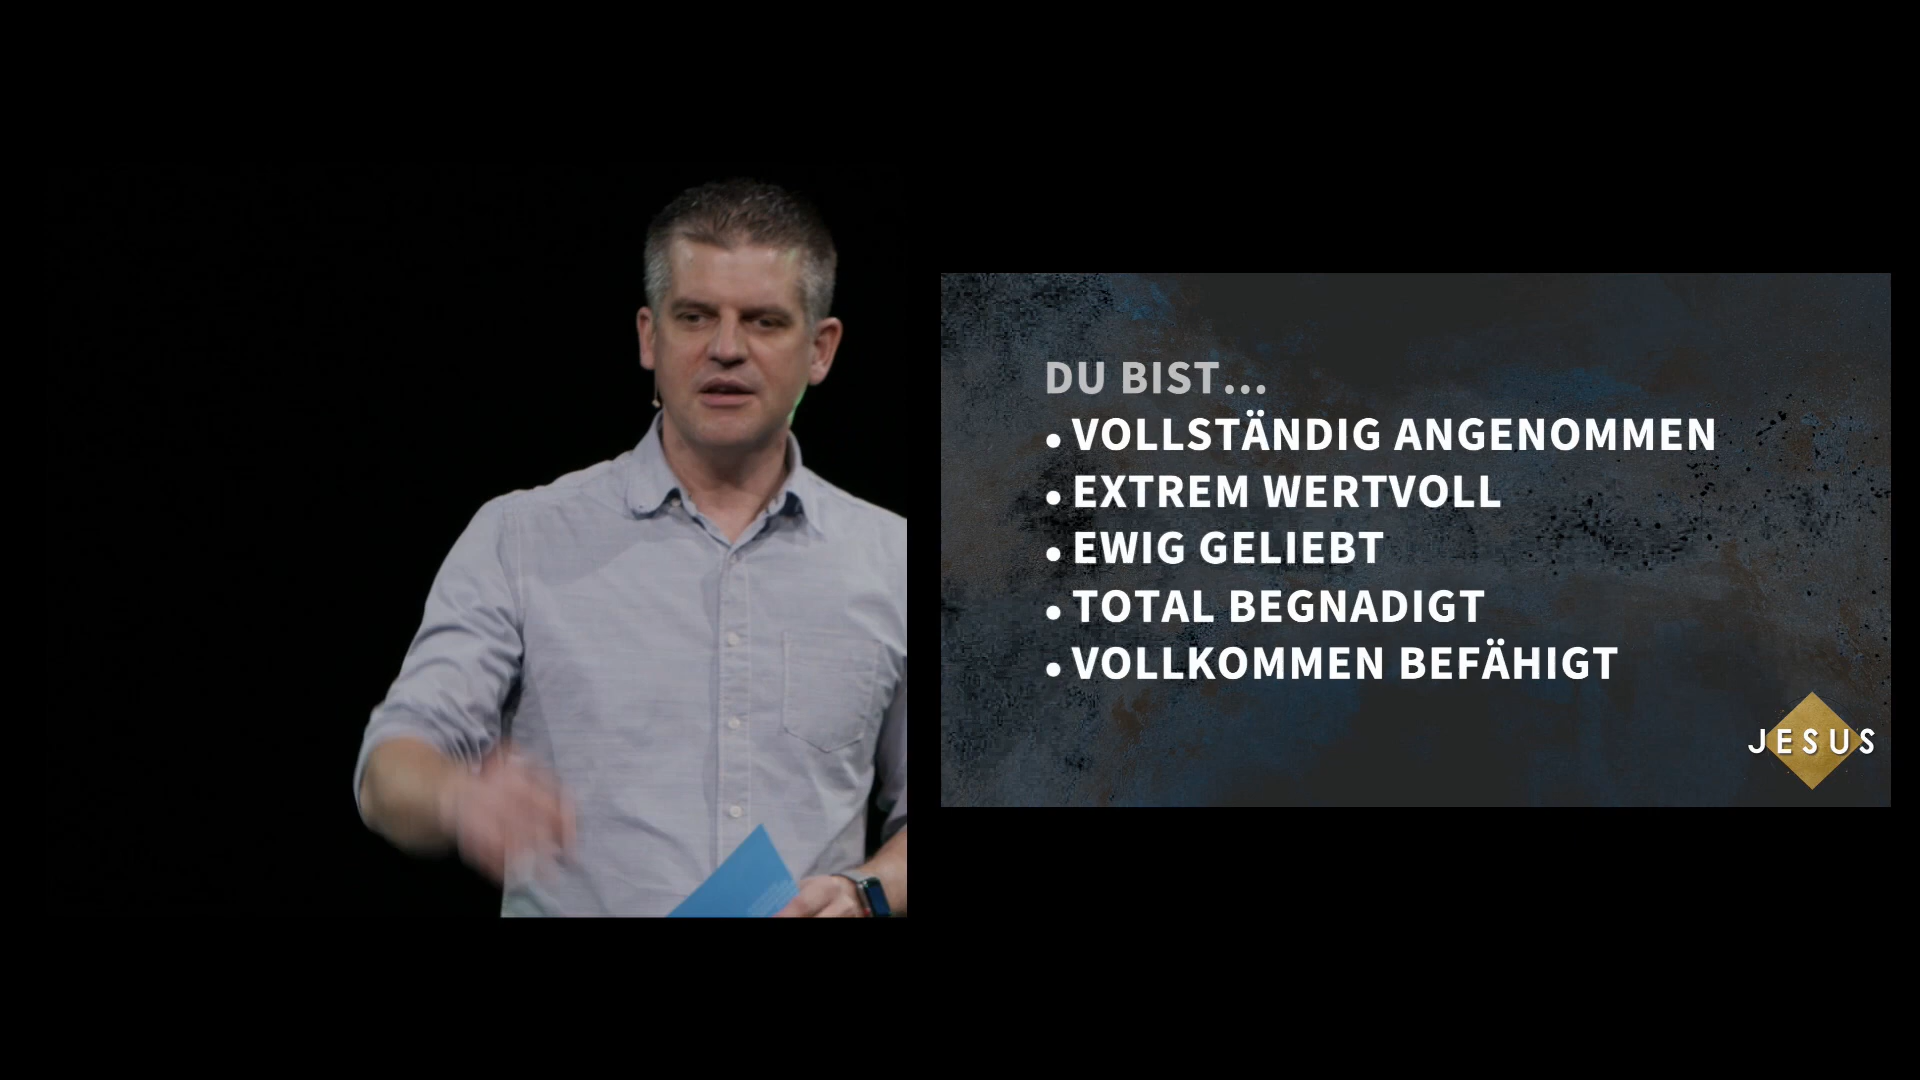 DU BIST...
• VOLLSTÄNDIG ANGENOMMEN
• EXTREM WERTVOLL
• EWIG GELIEBT
• TOTAL BEGNADIGT
• VOLLKOMMEN BEFÄHIGT
JESUS